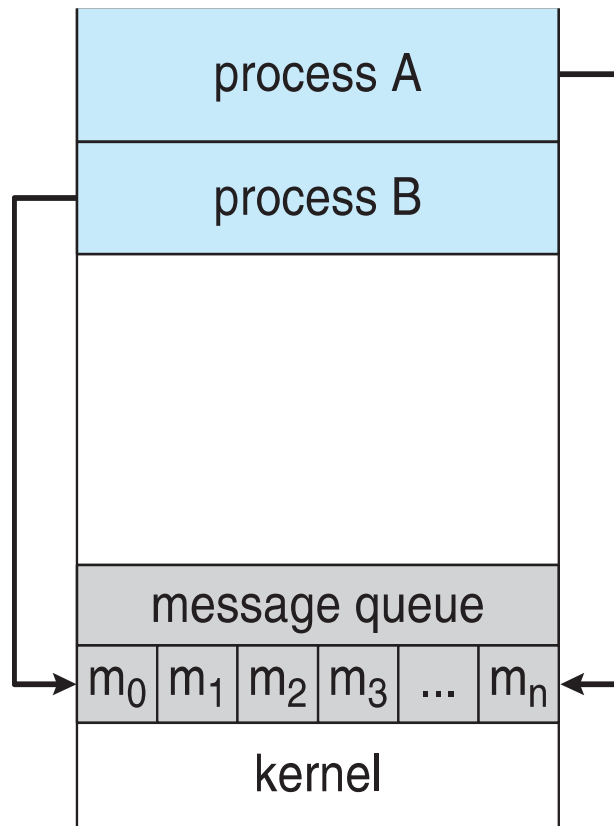 process A
process B
message queue
m₀ m₁ m₂ m₃ ... mₙ
kernel